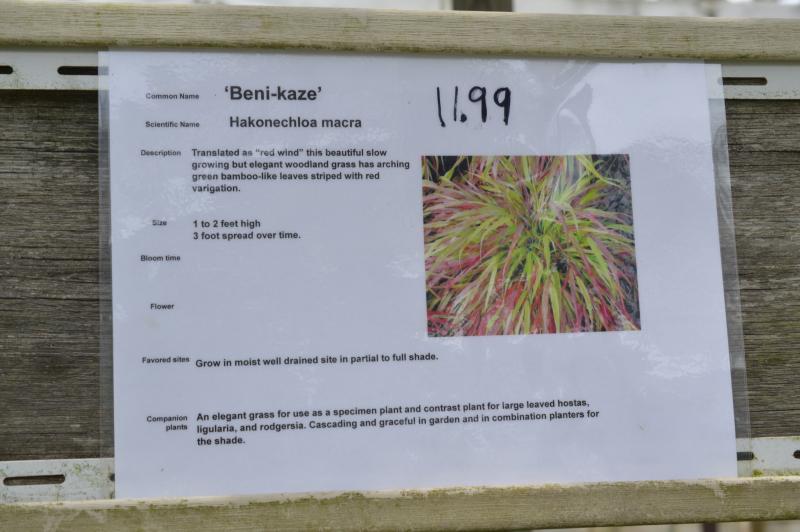 Common Name 'Beni-kaze' 11.99
Scientific Name Hakonechloa macra
Description Translated as "red wind" this beautiful slow
growing but elegant woodland grass has arching
green bamboo-like leaves striped with red
varigation.
Size 1 to 2 feet high
3 foot spread over time.
Bloom time
Flower
Favored sites Grow in moist well drained site in partial to full shade.
Companion plants An elegant grass for use as a specimen plant and contrast plant for large leaved hostas,
ligularia, and rodgersia. Cascading and graceful in garden and in combination planters for
the shade.